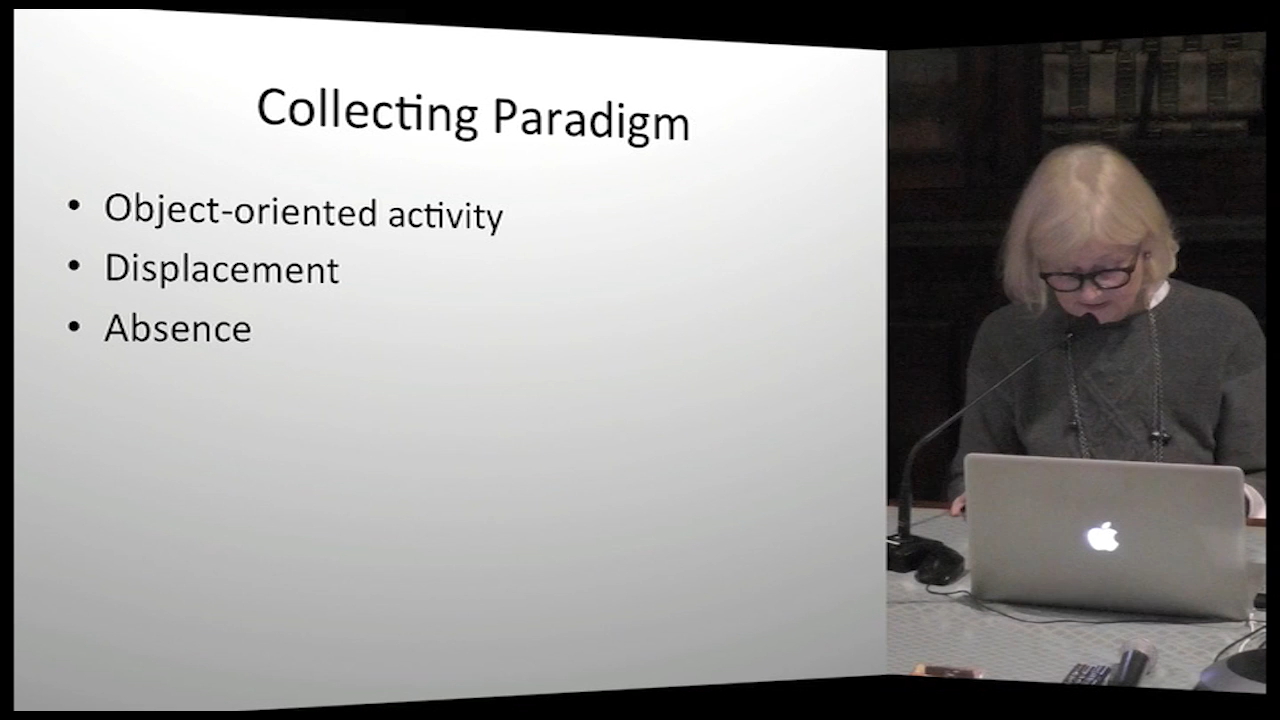 Collecting Paradigm
• Object-oriented activity
• Displacement
• Absence